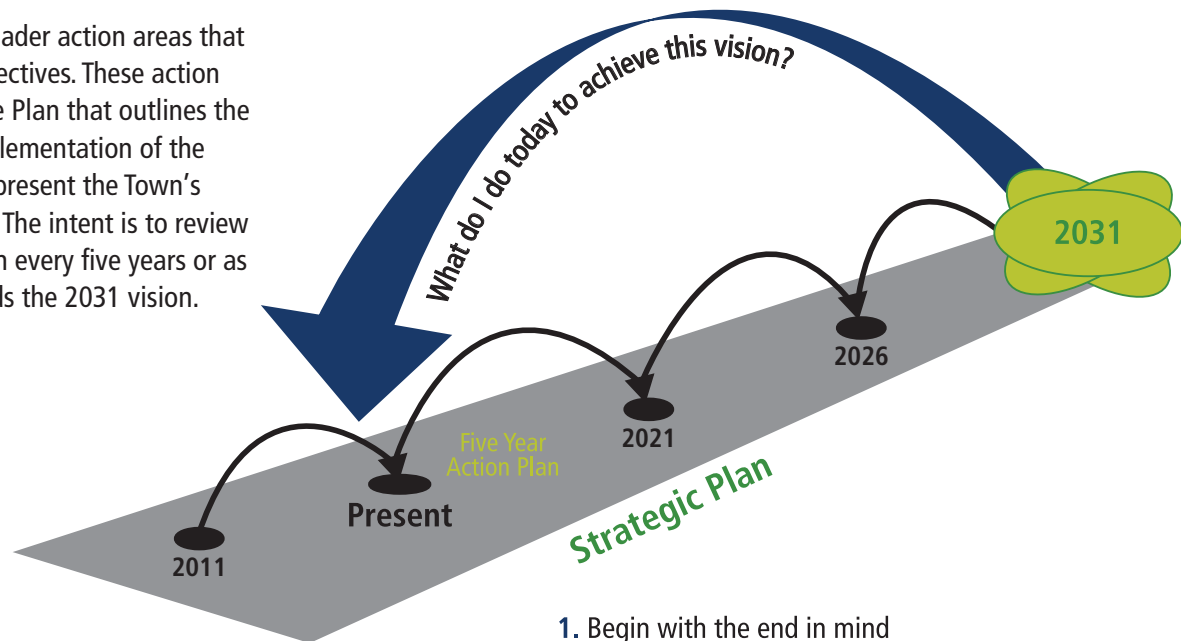 ader action areas that
ectives. These action
e Plan that outlines the
plementation of the
present the Town's
The intent is to review
n every five years or as
ds the 2031 vision.
What do I do today to achieve this vision?
2031
2026
2021
Five Year
Action Plan
Present
2011
Strategic Plan
1. Begin with the end in mind